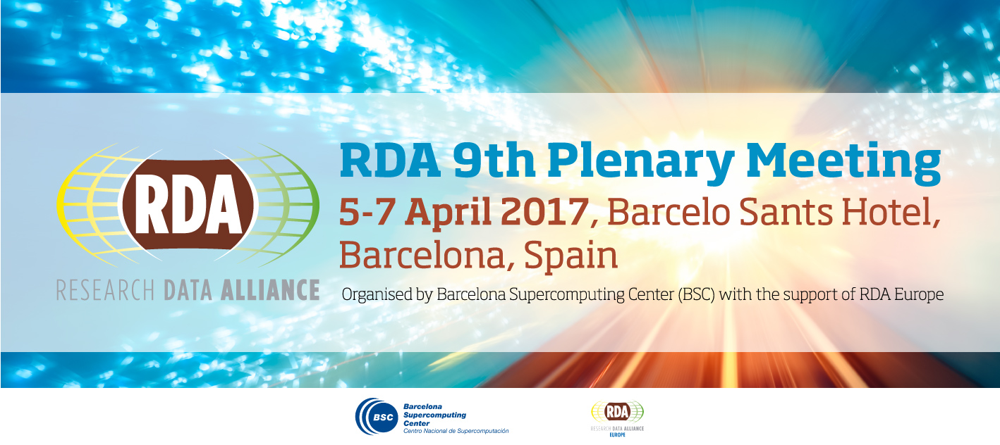 RDA
RESEARCH DATA ALLIANCE
RDA 9th Plenary Meeting
5-7 April 2017, Barcelo Sants Hotel,
Barcelona, Spain
Organised by Barcelona Supercomputing Center (BSC) with the support of RDA Europe
BSC
Barcelona
Supercomputing
Center
Centro Nacional de Supercomputación
RDA
RESEARCH DATA ALLIANCE
EUROPE